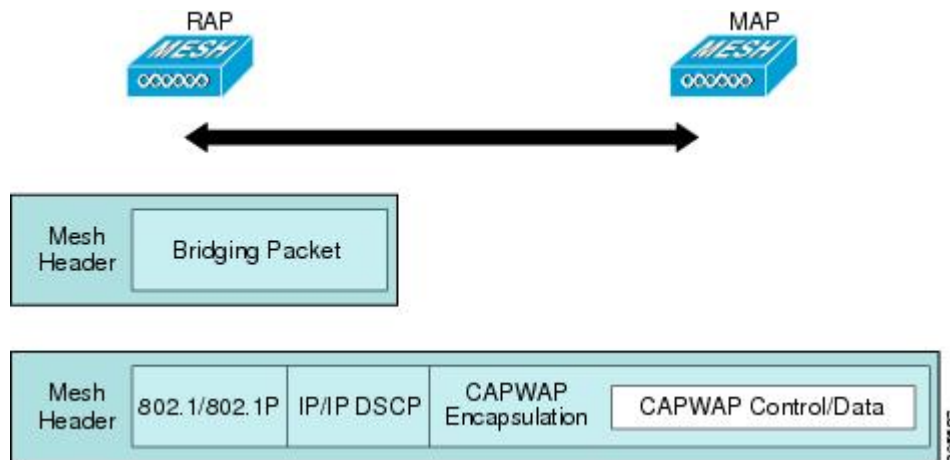 RAP
MAP
MESH
MESH
Mesh
Header
Bridging Packet
Mesh
Header
802.1/802.1P
IP/IP DSCP
CAPWAP
Encapsulation
CAPWAP Control/Data